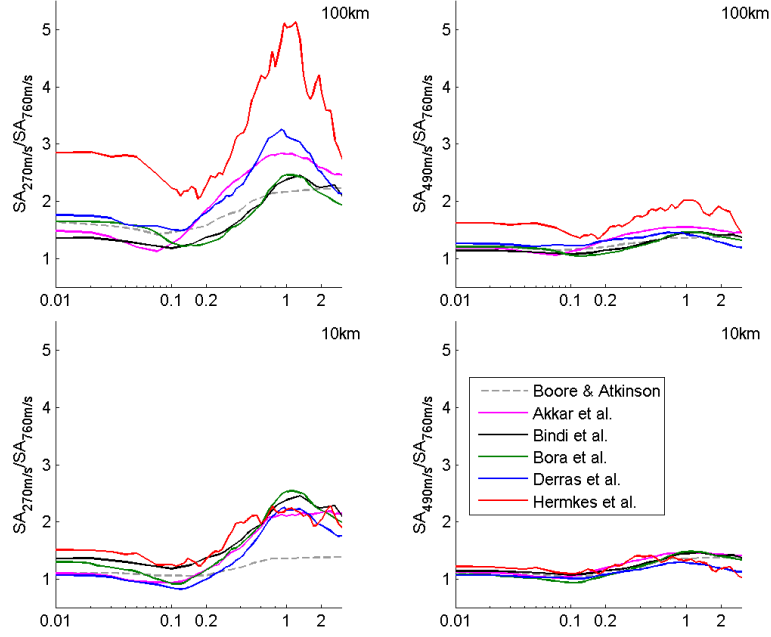 100km
SA270m/s/SA760m/s
5
4
3
2
1
0.01 0.1 0.2 1 2
100km
SA490m/s/SA760m/s
5
4
3
2
1
0.01 0.1 0.2 1 2
10km
SA270m/s/SA760m/s
5
4
3
2
1
0.01 0.1 0.2 1 2
10km
SA490m/s/SA760m/s
5
4
3
2
1
Boore & Atkinson
Akkar et al.
Bindi et al.
Bora et al.
Derras et al.
Hermkes et al.
0.01 0.1 0.2 1 2